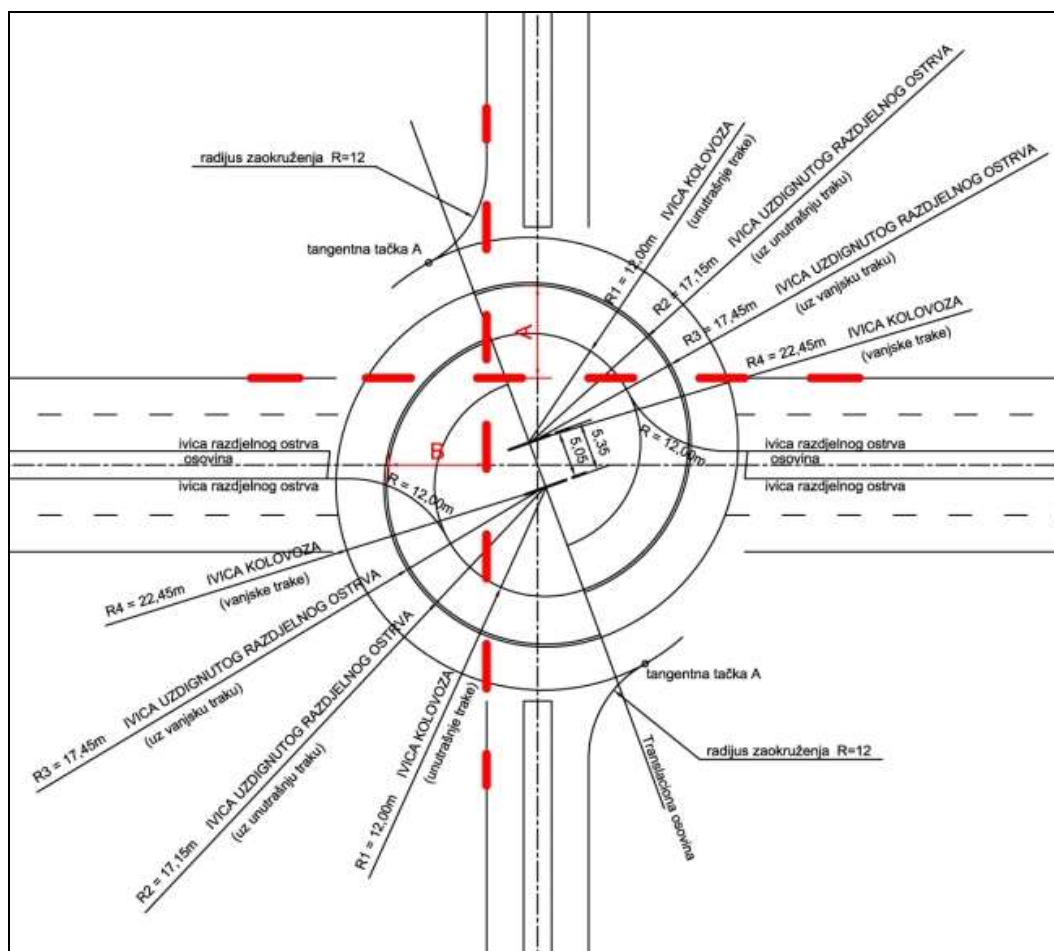 IVICA UZDIGNUTOG RAZDJELNOG OSTRVA
R2 = 17,15m
(uz unutrašnju traku)
IVICA KOLOVOZA
R1 = 12,00m
(unutrašnje trake)
IVICA UZDIGNUTOG RAZDJELNOG OSTRVA
R3 = 17,45m
(uz vanjsku traku)
radijus zaokruženja R=12
tangentna tačka A
R4 = 22,45m IVICA KOLOVOZA
(vanjske trake)
A
5,35
5,05
B
R = 12,00m
R = 12,00m
ivica razdjelnog ostrva
osovina
ivica razdjelnog ostrva
ivica razdjelnog ostrva
osovina
ivica razdjelnog ostrva
R4 = 22,45m IVICA KOLOVOZA
(vanjske trake)
R3 = 17,45m IVICA UZDIGNUTOG RAZDJELNOG OSTRVA
(uz vanjsku traku)
R2 = 17,15m IVICA UZDIGNUTOG RAZDJELNOG OSTRVA
(uz unutrašnju traku)
R1 = 12,00m IVICA KOLOVOZA
(unutrašnje trake)
tangentna tačka A
radijus zaokruženja R=12
Translaciona osovina